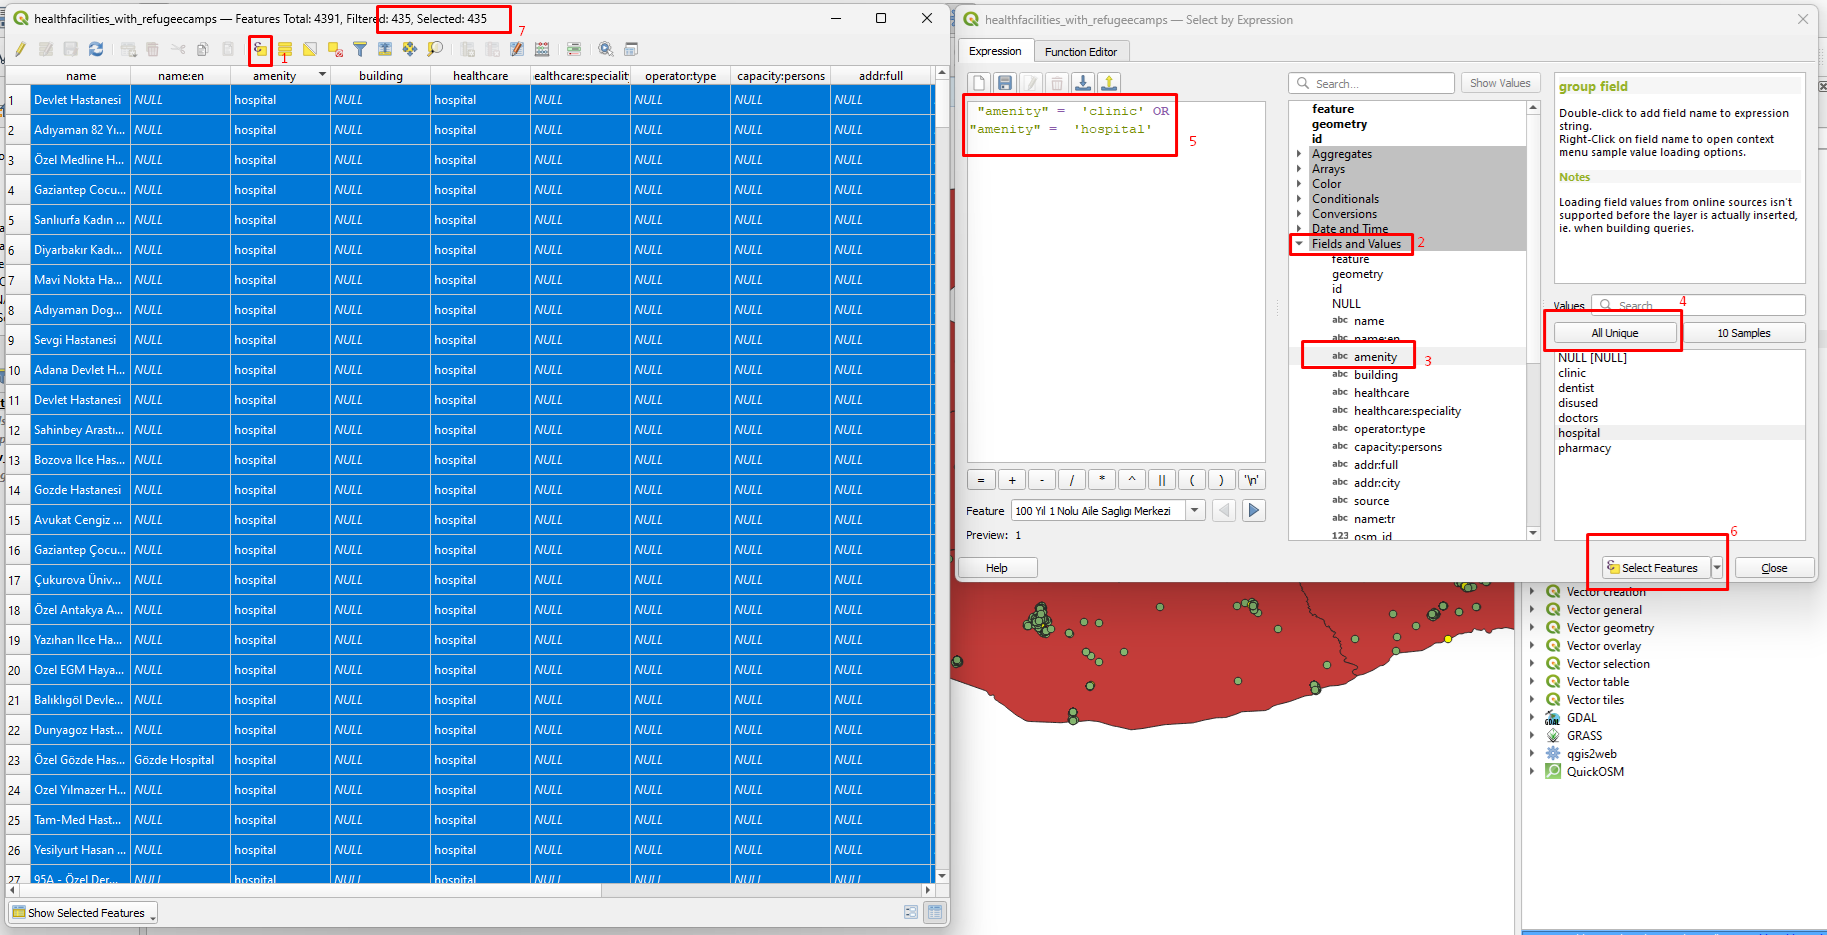 healthfacilities_with_refugeecamps — Features Total: 4391, Filtered: 435, Selected: 435
7
1
name name:en amenity building healthcare ealthcare:speciality operator:type capacity:persons addr:full
1 Devlet Hastanesi NULL hospital NULL hospital NULL NULL NULL NULL
2 Adıyaman 82 Yı... NULL hospital NULL hospital NULL NULL NULL NULL
3 Özel Medline H... NULL hospital NULL hospital NULL NULL NULL NULL
4 Gaziantep Cocu... NULL hospital NULL hospital NULL NULL NULL NULL
5 Sanlıurfa Kadın ... NULL hospital NULL hospital NULL NULL NULL NULL
6 Diyarbakır Kadı... NULL hospital NULL hospital NULL NULL NULL NULL
7 Mavi Nokta Ha... NULL hospital NULL hospital NULL NULL NULL NULL
8 Adıyaman Dog... NULL hospital NULL hospital NULL NULL NULL NULL
9 Sevgi Hastanesi NULL hospital NULL hospital NULL NULL NULL NULL
10 Adana Devlet H... NULL hospital NULL hospital NULL NULL NULL NULL
11 Devlet Hastanesi NULL hospital NULL hospital NULL NULL NULL NULL
12 Sahinbey Arastı... NULL hospital NULL hospital NULL NULL NULL NULL
13 Bozova Ilce Has... NULL hospital NULL hospital NULL NULL NULL NULL
14 Gozde Hastanesi NULL hospital NULL hospital NULL NULL NULL NULL
15 Avukat Cengiz ... NULL hospital NULL hospital NULL NULL NULL NULL
16 Gaziantep Çocu... NULL hospital NULL hospital NULL NULL NULL NULL
17 Çukurova Üniv... NULL hospital NULL hospital NULL NULL NULL NULL
18 Özel Antakya A... NULL hospital NULL hospital NULL NULL NULL NULL
19 Yazıhan Ilce Ha... NULL hospital NULL hospital NULL NULL NULL NULL
20 Ozel EGM Haya... NULL hospital NULL hospital NULL NULL NULL NULL
21 Balıklıgöl Devle... NULL hospital NULL hospital NULL NULL NULL NULL
22 Dunyagoz Hast... NULL hospital NULL hospital NULL NULL NULL NULL
23 Özel Gözde Has... Gözde Hospital hospital NULL hospital NULL NULL NULL NULL
24 Ozel Yılmazer H... NULL hospital NULL hospital NULL NULL NULL NULL
25 Tam-Med Hast... NULL hospital NULL hospital NULL NULL NULL NULL
26 Yesilyurt Hasan ... NULL hospital NULL hospital NULL NULL NULL NULL
27 95A - Özel Der... NULL hospital NULL hospital NULL NULL NULL NULL
Show Selected Features
healthfacilities_with_refugeecamps — Select by Expression
Expression Function Editor
"amenity" = 'clinic' OR
"amenity" = 'hospital'
5
= + - / * ^ || ( ) '\n'
Feature 100 Yıl 1 Nolu Aile Saglıgı Merkezi
Preview: 1
Help
Search... Show Values
feature
geometry
id
Aggregates
Arrays
Color
Conditionals
Conversions
Date and Time
Fields and Values 2
feature
geometry
id
NULL
abc name
abc name:en
abc amenity 3
abc building
abc healthcare
abc healthcare:speciality
abc operator:type
abc capacity:persons
abc addr:full
abc addr:city
abc source
abc name:tr
123 osm_id
group field
Double-click to add field name to expression
string.
Right-Click on field name to open context
menu sample value loading options.
Notes
Loading field values from online sources isn't
supported before the layer is actually inserted,
ie. when building queries.
Values Search... 4
All Unique 10 Samples
NULL [NULL]
clinic
dentist
disused
doctors
hospital
pharmacy
6
Select Features Close
Vector creation
Vector general
Vector geometry
Vector overlay
Vector selection
Vector table
Vector tiles
GDAL
GRASS
qgis2web
QuickOSM